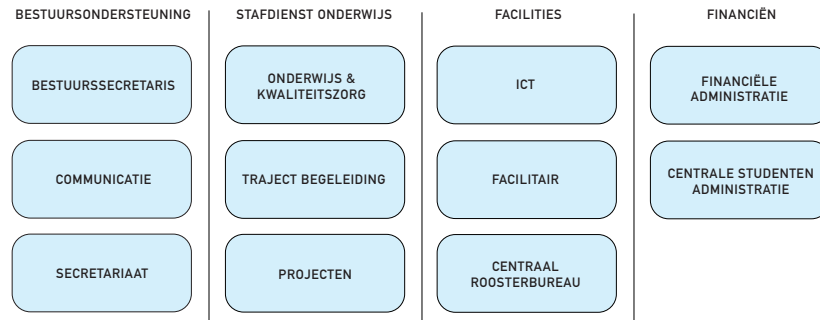 BESTUURSONDERSTEUNING
BESTUURSSECRETARIS
COMMUNICATIE
SECRETARIAAT
STAFDIENST ONDERWIJS
ONDERWIJS &
KWALITEITSZORG
TRAJECT BEGELEIDING
PROJECTEN
FACILITIES
ICT
FACILITAIR
CENTRAAL
ROOSTERBUREAU
FINANCIËN
FINANCIËLE
ADMINISTRATIE
CENTRALE STUDENTEN
ADMINISTRATIE